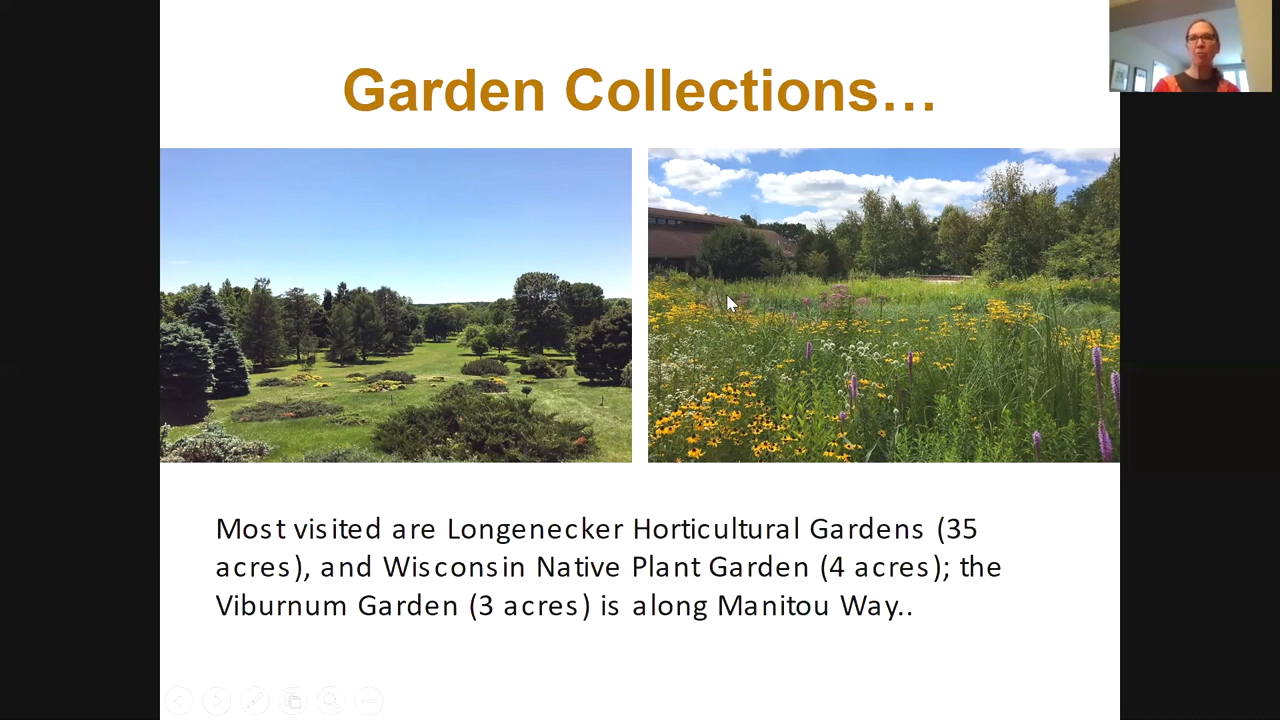 Garden Collections…
Most visited are Longenecker Horticultural Gardens (35
acres), and Wisconsin Native Plant Garden (4 acres); the
Viburnum Garden (3 acres) is along Manitou Way..